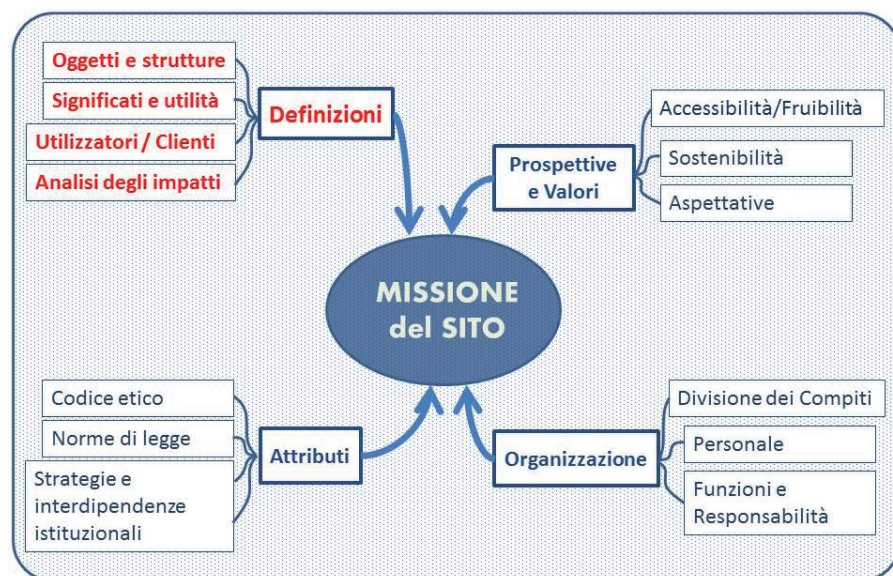 Oggetti e strutture
Significati e utilità
Utilizzatori / Clienti
Analisi degli impatti
Definizioni
Prospettive
e Valori
Accessibilità/Fruibilità
Sostenibilità
Aspettative
MISSIONE
del SITO
Codice etico
Norme di legge
Strategie e
interdipendenze
istituzionali
Attributi
Organizzazione
Divisione dei Compiti
Personale
Funzioni e
Responsabilità